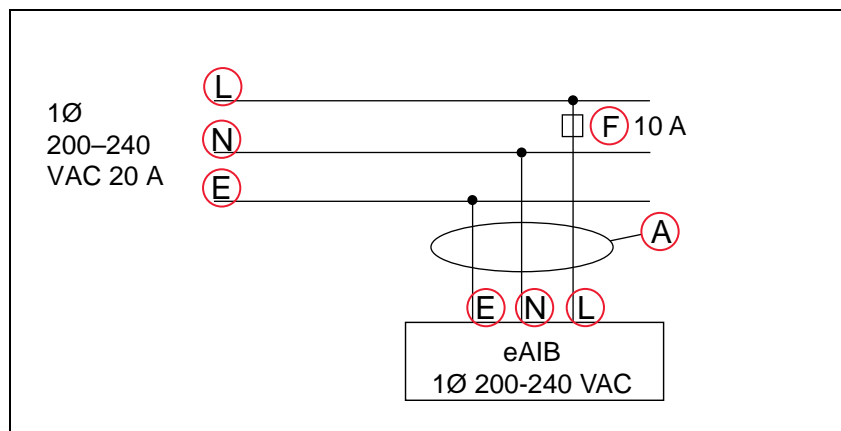 L
1Ø
200–240
VAC 20 A
F 10 A
N
E
A
E N L
eAIB
1Ø 200-240 VAC